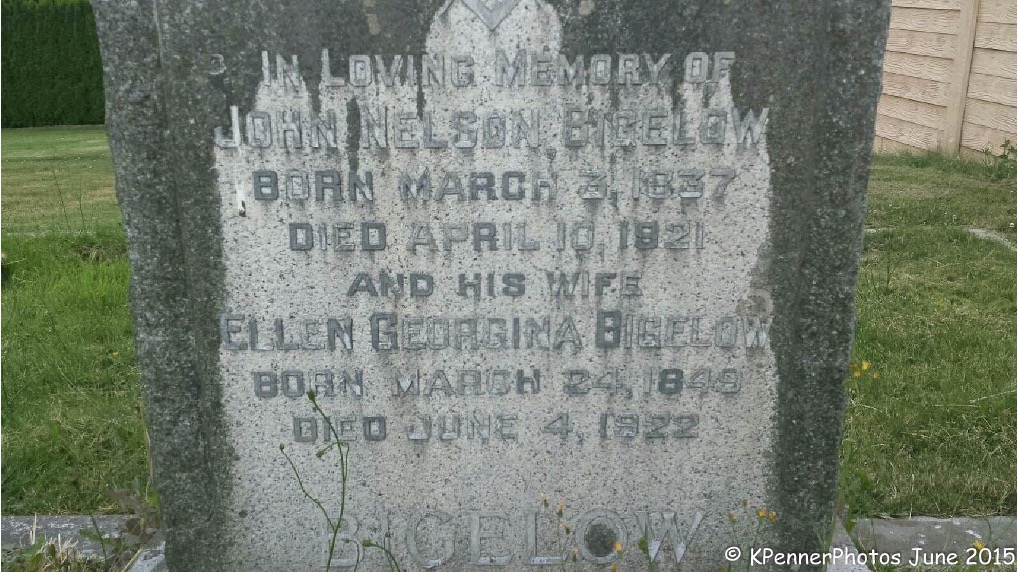 In Loving Memory of
John Nelson Bigelow
Born March 3, 1837
Died April 10, 1921
and his wife
Ellen Georgina Bigelow
Born March 24, 1849
Died June 4, 1922
Bigelow
© KPennerPhotos June 2015